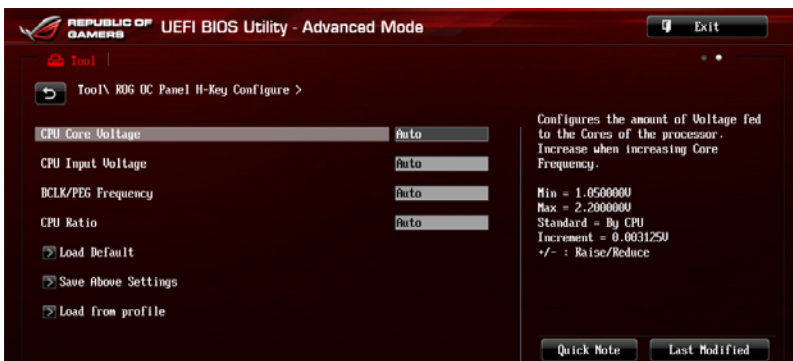 REPUBLIC OF GAMERS UEFI BIOS Utility - Advanced Mode Exit
Tool
Tool\ ROG OC Panel H-Key Configure >
CPU Core Voltage Auto
CPU Input Voltage Auto
BCLK/PEG Frequency Auto
CPU Ratio Auto
Load Default
Save Above Settings
Load from profile
Configures the amount of Voltage fed
to the Cores of the processor.
Increase when increasing Core
Frequency.
Min = 1.050000V
Max = 2.200000V
Standard = By CPU
Increment = 0.003125V
+/- : Raise/Reduce
Quick Note Last Modified